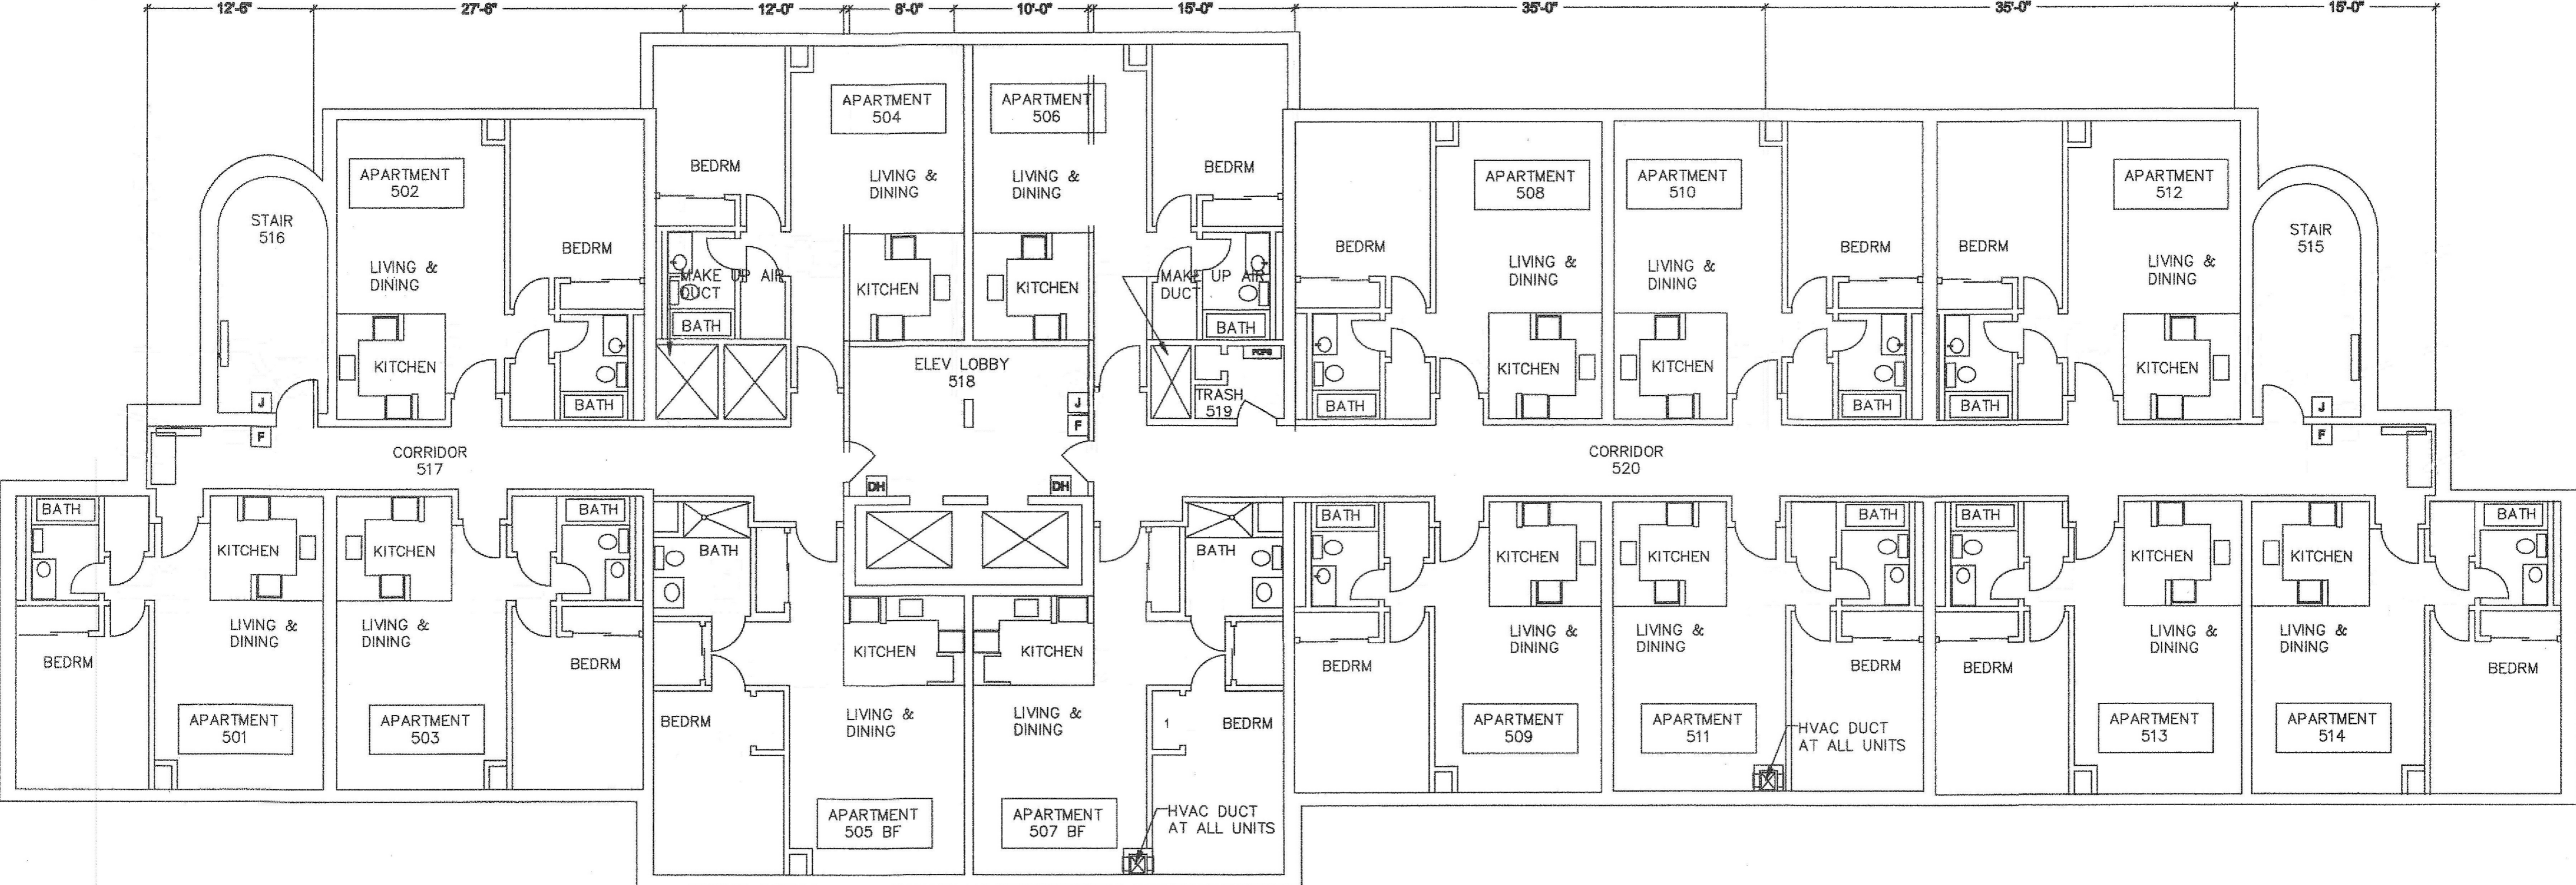 12'-6"
27'-6"
12'-0"
8'-0"
10'-0"
15'-0"
35'-0"
35'-0"
15'-0"
APARTMENT
504
APARTMENT
506
BEDRM
LIVING &
DINING
LIVING &
DINING
BEDRM
APARTMENT
502
APARTMENT
508
APARTMENT
510
APARTMENT
512
STAIR
516
BEDRM
LIVING &
DINING
MAKE UP AIR
DUCT
KITCHEN
KITCHEN
MAKE UP AIR
DUCT
BEDRM
LIVING &
DINING
LIVING &
DINING
BEDRM
BEDRM
LIVING &
DINING
STAIR
515
BATH
BATH
KITCHEN
BATH
ELEV LOBBY
518
TRASH
519
BATH
KITCHEN
KITCHEN
BATH
BATH
KITCHEN
J
F
J
F
J
F
CORRIDOR
517
CORRIDOR
520
DH
DH
BATH
KITCHEN
KITCHEN
BATH
BATH
BATH
BATH
KITCHEN
KITCHEN
BATH
BATH
KITCHEN
KITCHEN
BATH
LIVING &
DINING
LIVING &
DINING
KITCHEN
KITCHEN
LIVING &
DINING
LIVING &
DINING
LIVING &
DINING
LIVING &
DINING
BEDRM
BEDRM
BEDRM
BEDRM
BEDRM
BEDRM
APARTMENT
501
APARTMENT
503
BEDRM
LIVING &
DINING
LIVING &
DINING
1
BEDRM
APARTMENT
509
APARTMENT
511
HVAC DUCT
AT ALL UNITS
APARTMENT
513
APARTMENT
514
APARTMENT
505 BF
APARTMENT
507 BF
HVAC DUCT
AT ALL UNITS